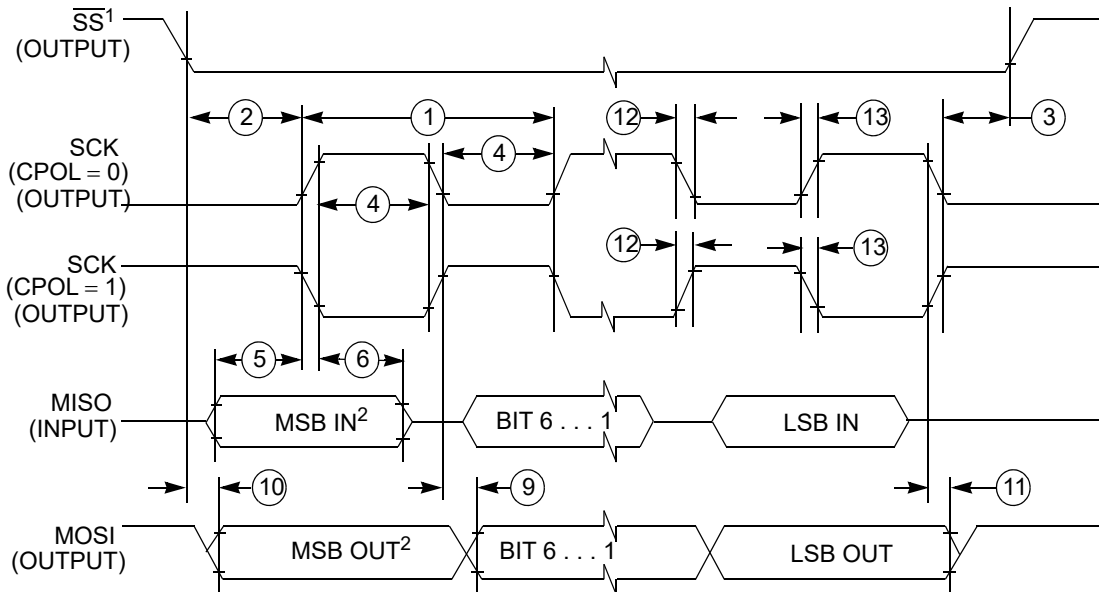 SS¹
(OUTPUT)
2
1
12
13
3
SCK
(CPOL = 0)
(OUTPUT)
4
4
SCK
(CPOL = 1)
(OUTPUT)
12
13
5
6
MISO
(INPUT)
MSB IN²
BIT 6 . . . 1
LSB IN
10
9
11
MOSI
(OUTPUT)
MSB OUT²
BIT 6 . . . 1
LSB OUT